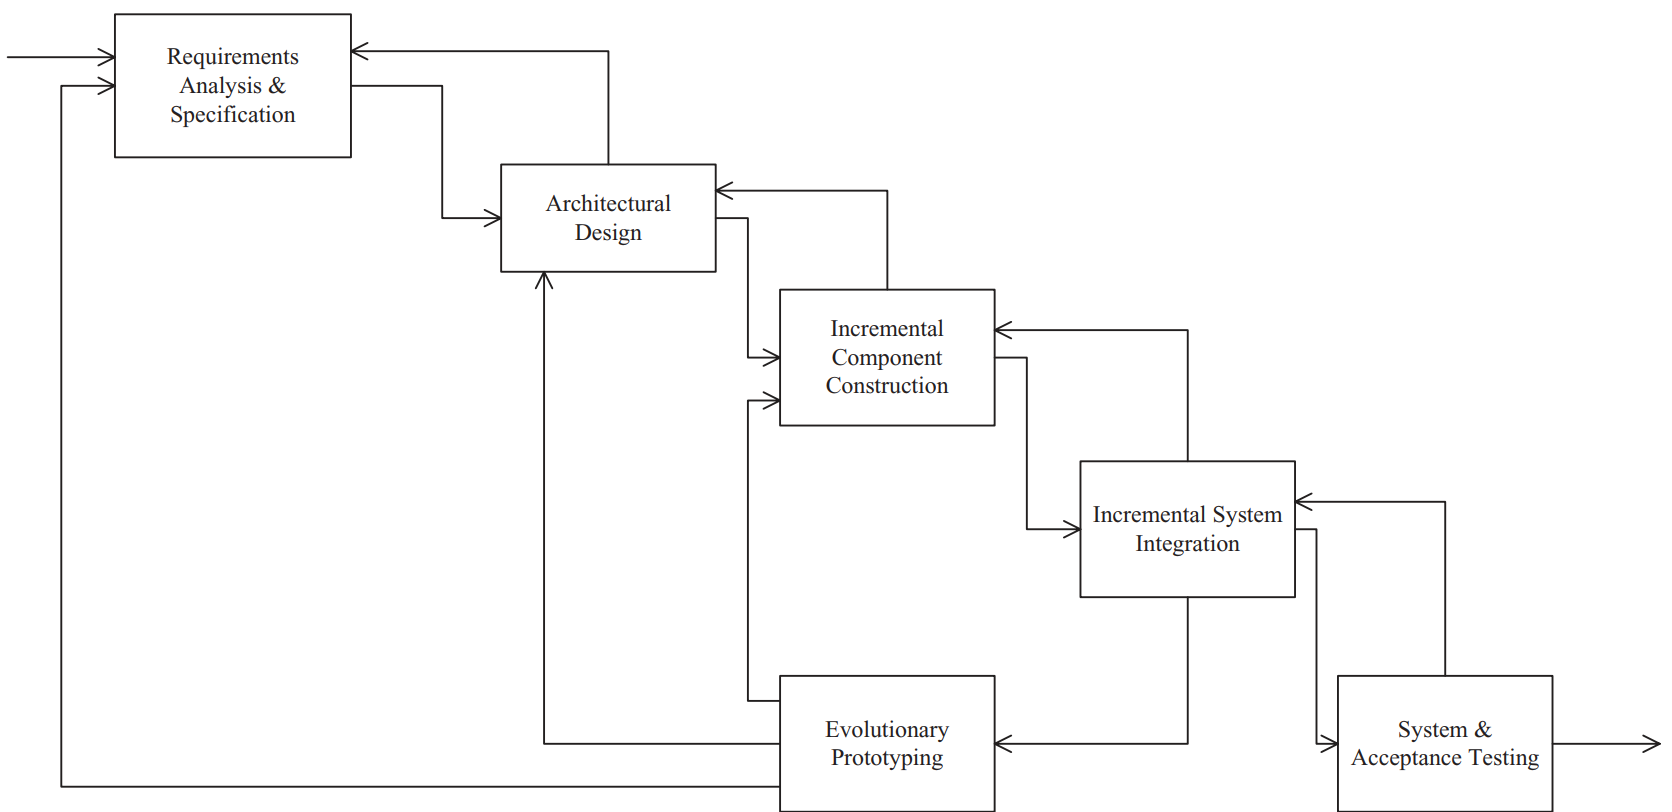 Requirements
Analysis &
Specification
Architectural
Design
Incremental
Component
Construction
Incremental System
Integration
Evolutionary
Prototyping
System &
Acceptance Testing